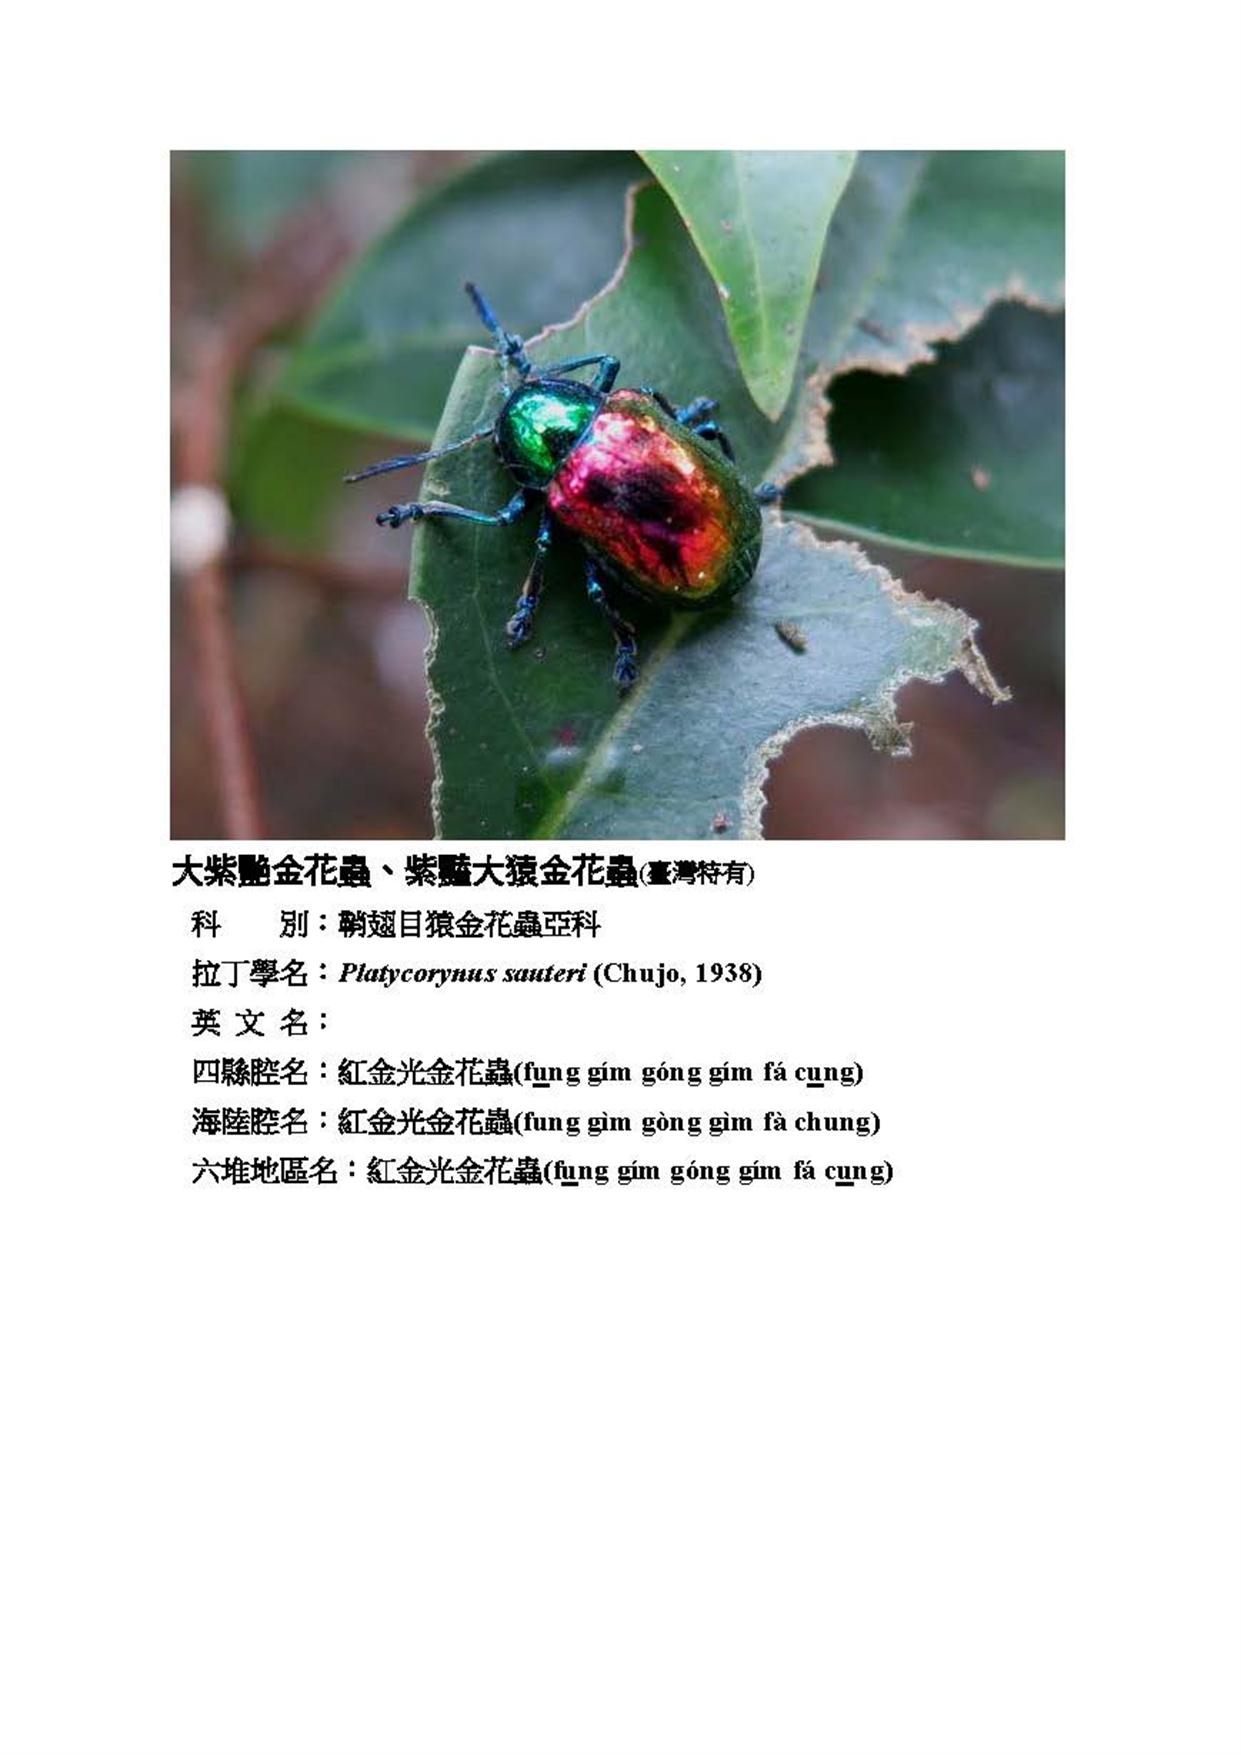 大紫艷金花蟲、紫豔大猿金花蟲(臺灣特有)
科　　別：鞘翅目猿金花蟲亞科
拉丁學名：Platycorynus sauteri (Chujo, 1938)
英 文 名：
四縣腔名：紅金光金花蟲(fung gím góng gím fá cung)
海陸腔名：紅金光金花蟲(fung gìm gòng gìm fà chung)
六堆地區名：紅金光金花蟲(fung gím góng gím fá cung)